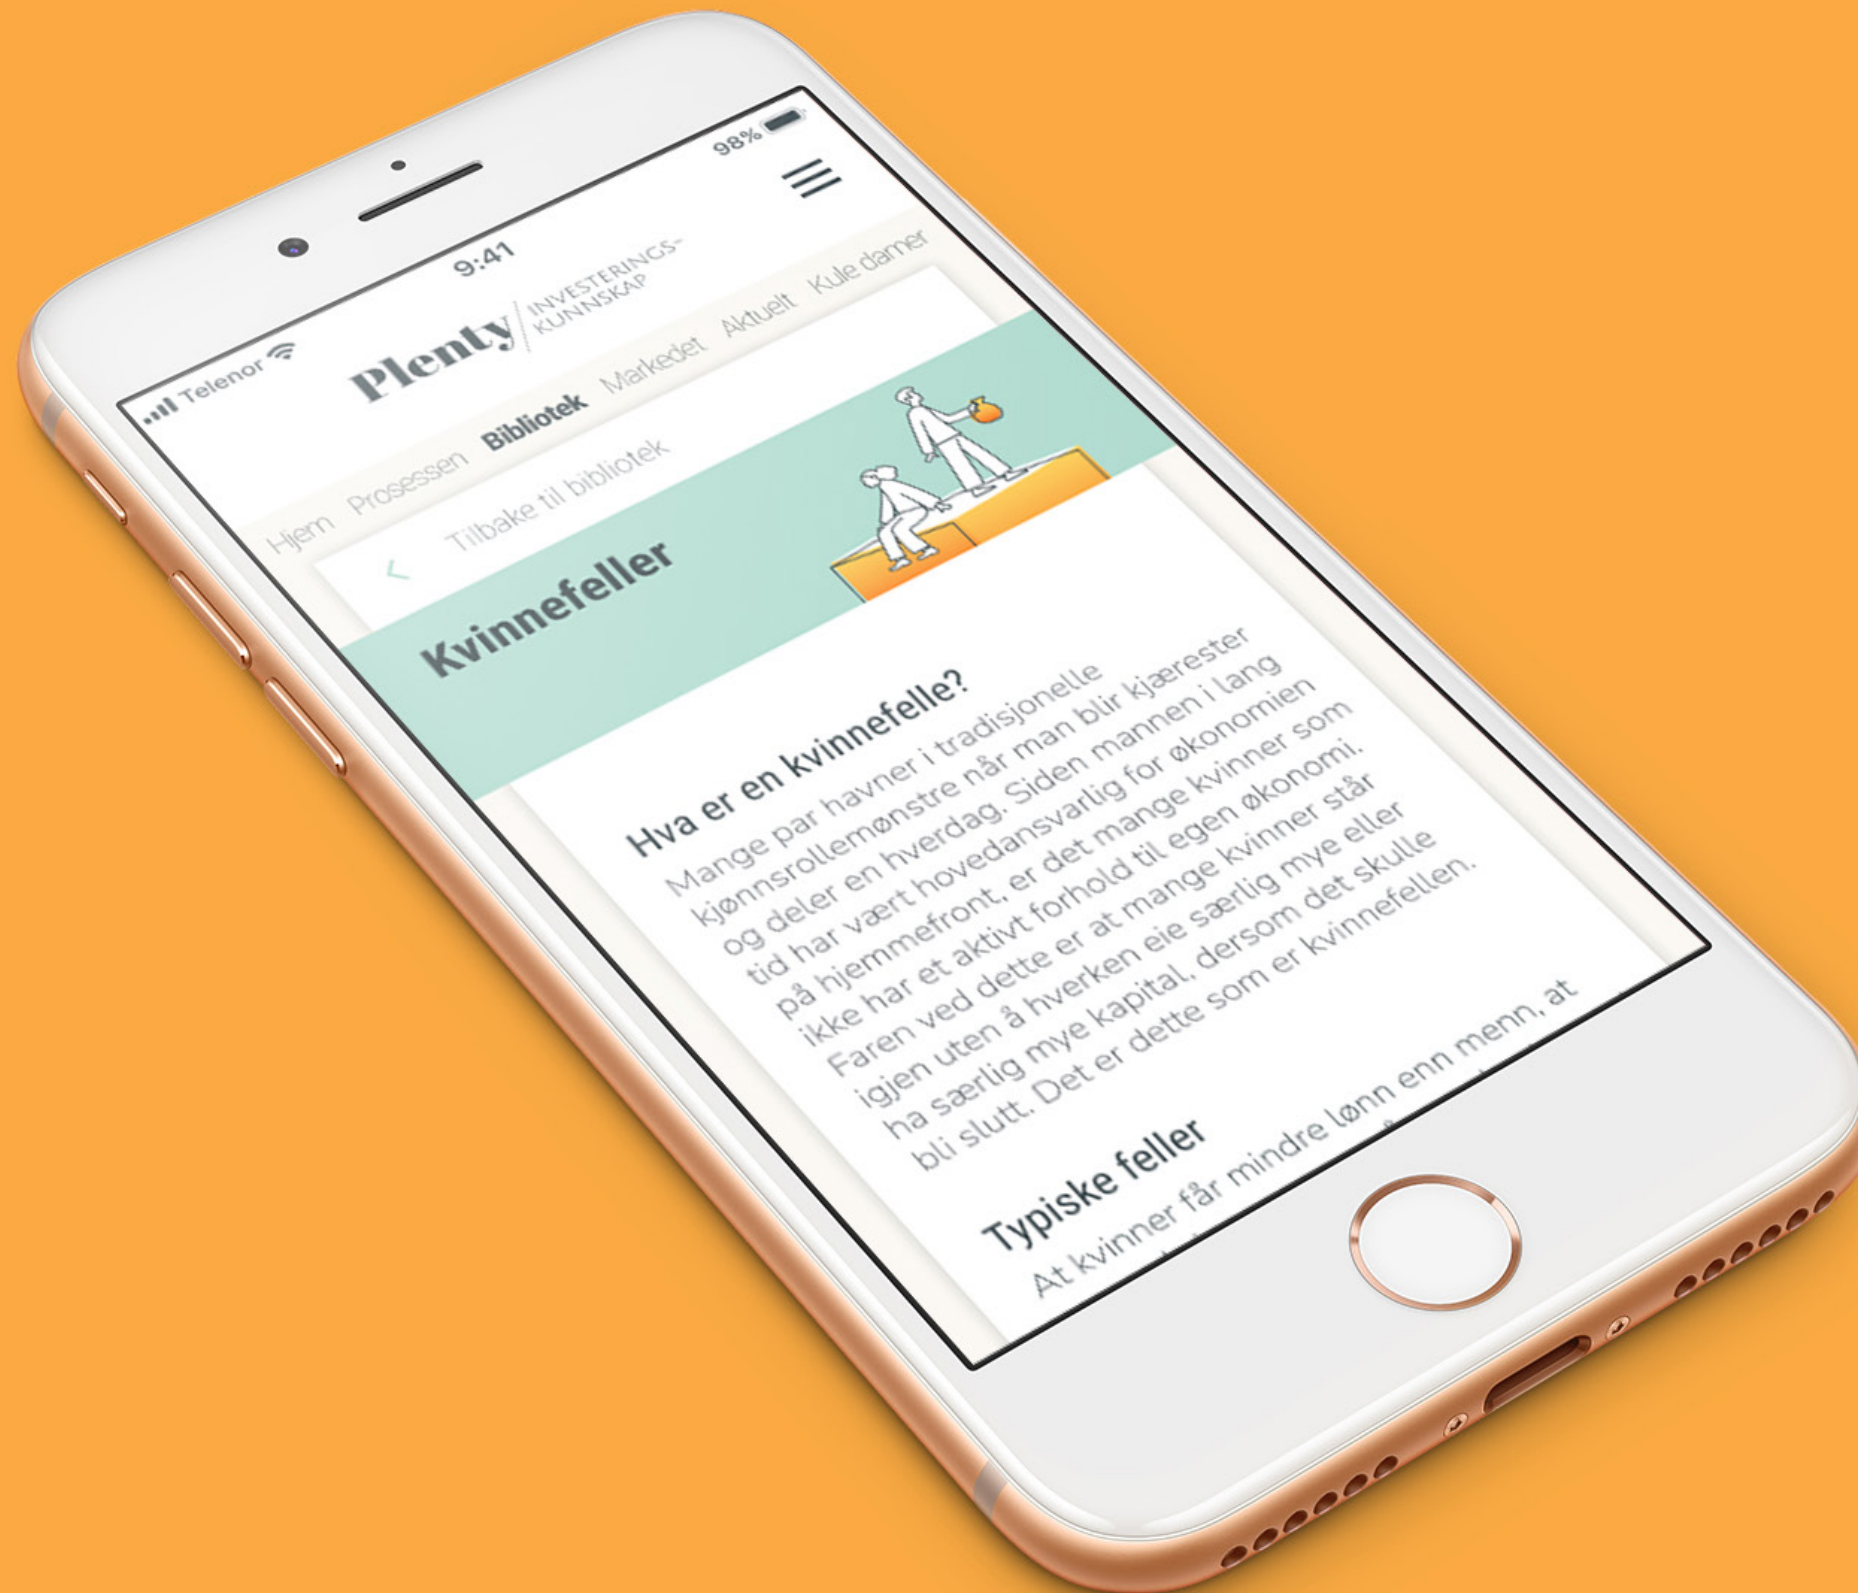 Telenor
9:41
98%
Plenty
INVESTERINGS-
KUNNSKAP
Hjem Prosessen Bibliotek Markedet Aktuelt Kule damer
Tilbake til bibliotek
Kvinnefeller
Hva er en kvinnefelle?
Mange par havner i tradisjonelle
kjønnsrollemønstre når man blir kjærester
og deler en hverdag. Siden mannen i lang
tid har vært hovedansvarlig for økonomien
på hjemmefront, er det mange kvinner som
ikke har et aktivt forhold til egen økonomi.
Faren ved dette er at mange kvinner står
igjen uten å hverken eie særlig mye eller
ha særlig mye kapital, dersom det skulle
bli slutt. Det er dette som er kvinnefellen.
Typiske feller
At kvinner får mindre lønn enn menn, at